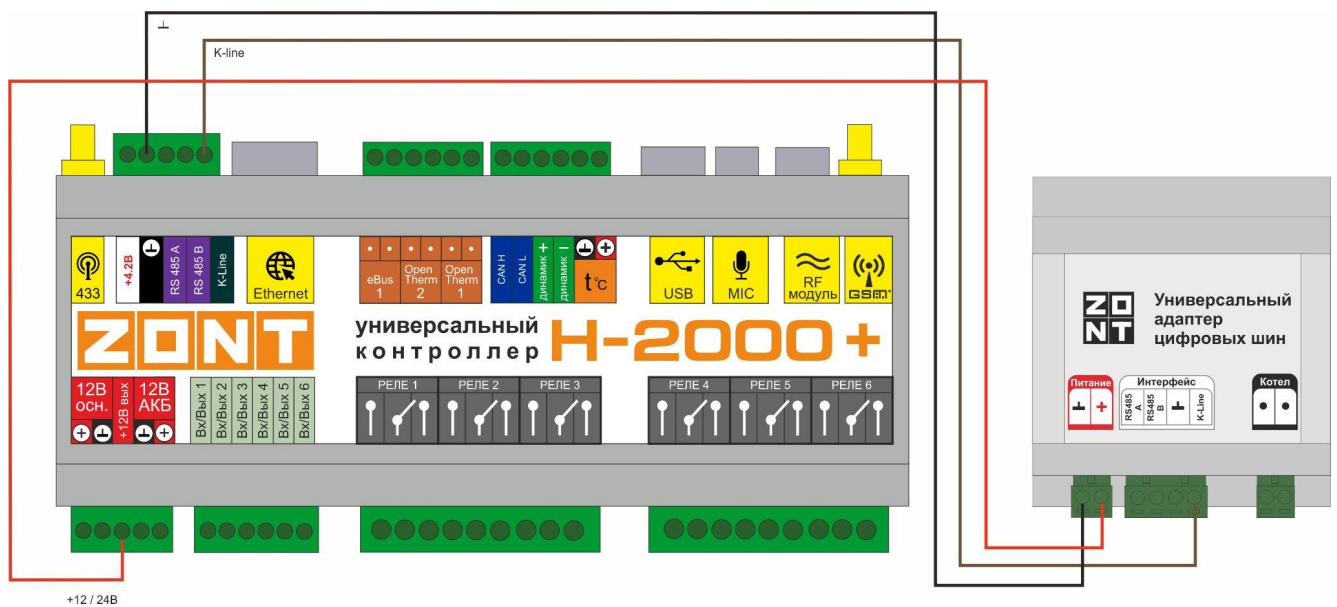 ⊥
K-line
433
+4.2В
⊥
RS 485 A
RS 485 B
K-Line
Ethernet
eBus
1
Open
Therm
2
Open
Therm
1
CAN H
CAN L
динамик +
динамик −
⊥ +
t°C
USB
MIC
RF
модуль
GSM
ZONT
универсальный
контроллер
H-2000+
12В
осн.
+ ⊥
+12В вых
12В
АКБ
⊥ +
Вх/Вых 1
Вх/Вых 2
Вх/Вых 3
Вх/Вых 4
Вх/Вых 5
Вх/Вых 6
РЕЛЕ 1
РЕЛЕ 2
РЕЛЕ 3
РЕЛЕ 4
РЕЛЕ 5
РЕЛЕ 6
ZONT
Универсальный
адаптер
цифровых шин
Питание
⊥ +
Интерфейс
RS485
A
RS485
B
⊥
K-Line
Котел
+12 / 24В